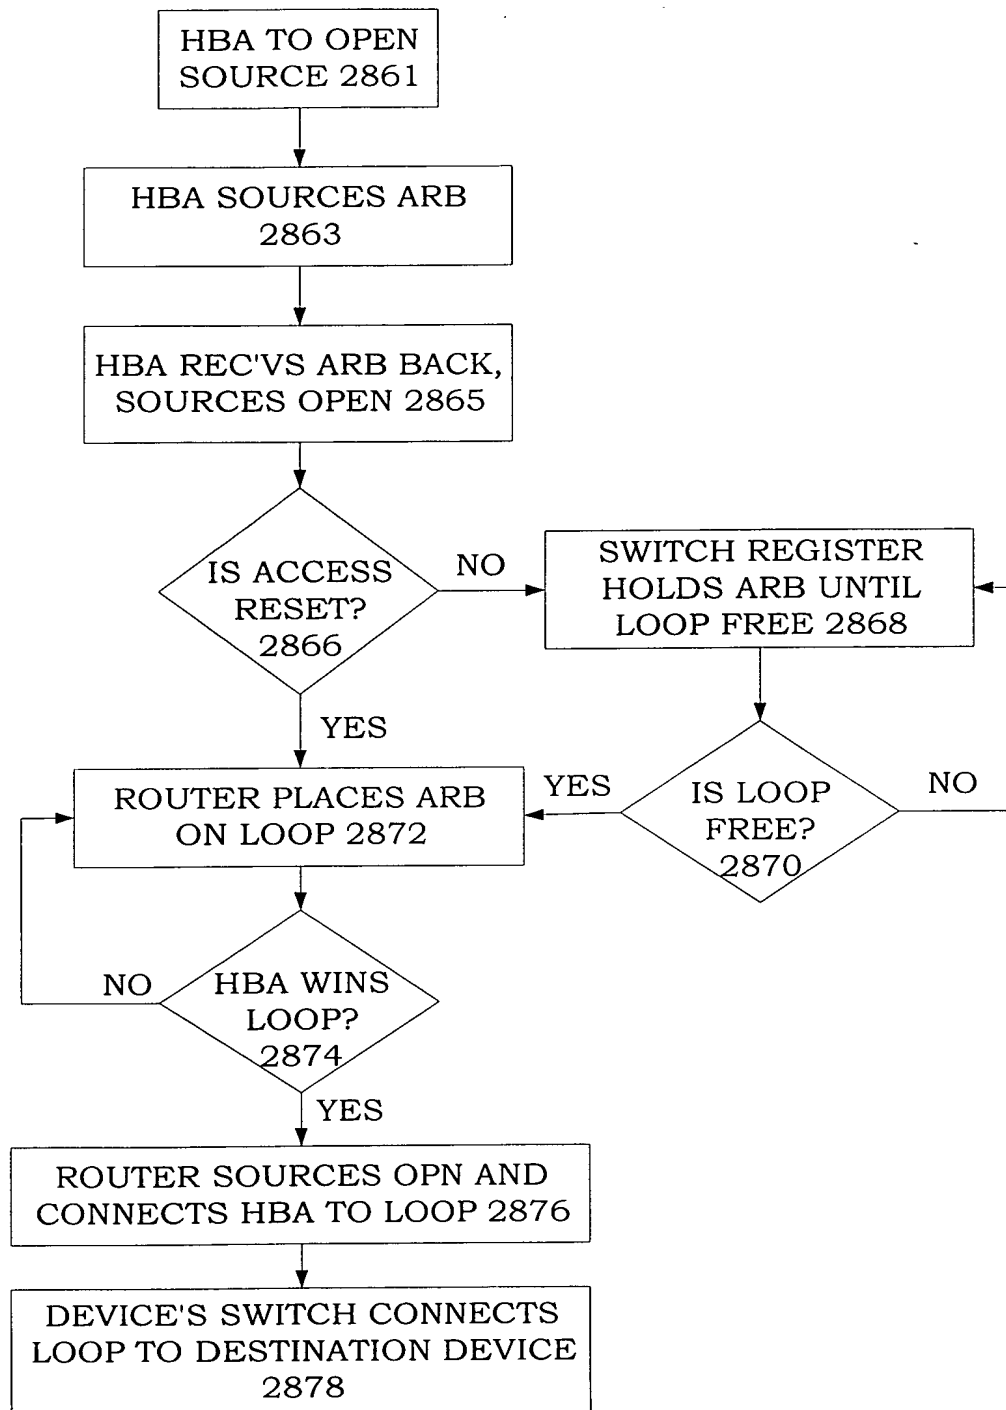 HBA TO OPEN
SOURCE 2861
HBA SOURCES ARB
2863
HBA REC'VS ARB BACK,
SOURCES OPEN 2865
IS ACCESS
RESET?
2866
NO
SWITCH REGISTER
HOLDS ARB UNTIL
LOOP FREE 2868
YES
ROUTER PLACES ARB
ON LOOP 2872
YES
IS LOOP
FREE?
2870
NO
NO
HBA WINS
LOOP?
2874
YES
ROUTER SOURCES OPN AND
CONNECTS HBA TO LOOP 2876
DEVICE'S SWITCH CONNECTS
LOOP TO DESTINATION DEVICE
2878